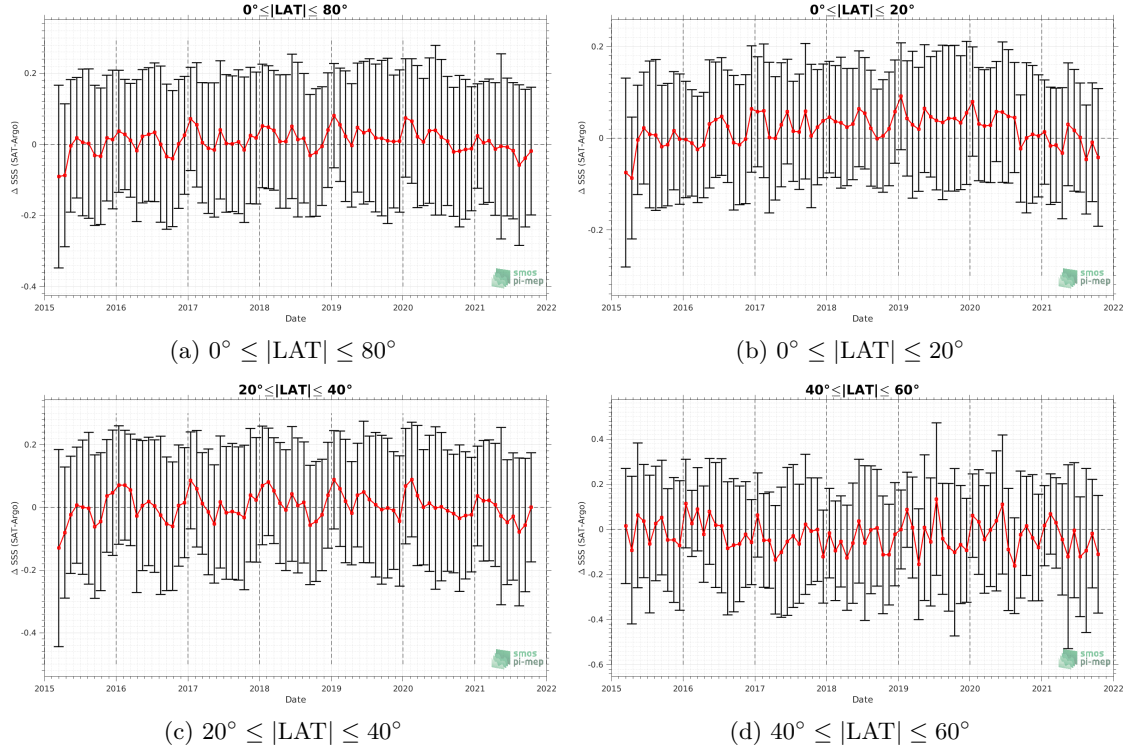 0°≤|LAT|≤ 80°
Δ SSS (SAT-Argo)
0.2
0
-0.2
-0.4
2015 2016 2017 2018 2019 2020 2021 2022
Date
smos
pi-mep
(a) 0° ≤ |LAT| ≤ 80°
0°≤|LAT|≤ 20°
Δ SSS (SAT-Argo)
0.2
0
-0.2
2015 2016 2017 2018 2019 2020 2021 2022
Date
smos
pi-mep
(b) 0° ≤ |LAT| ≤ 20°
20°≤|LAT|≤ 40°
Δ SSS (SAT-Argo)
0.2
0
-0.2
-0.4
2015 2016 2017 2018 2019 2020 2021 2022
Date
smos
pi-mep
(c) 20° ≤ |LAT| ≤ 40°
40°≤|LAT|≤ 60°
Δ SSS (SAT-Argo)
0.4
0.2
0
-0.2
-0.4
-0.6
2015 2016 2017 2018 2019 2020 2021 2022
Date
smos
pi-mep
(d) 40° ≤ |LAT| ≤ 60°